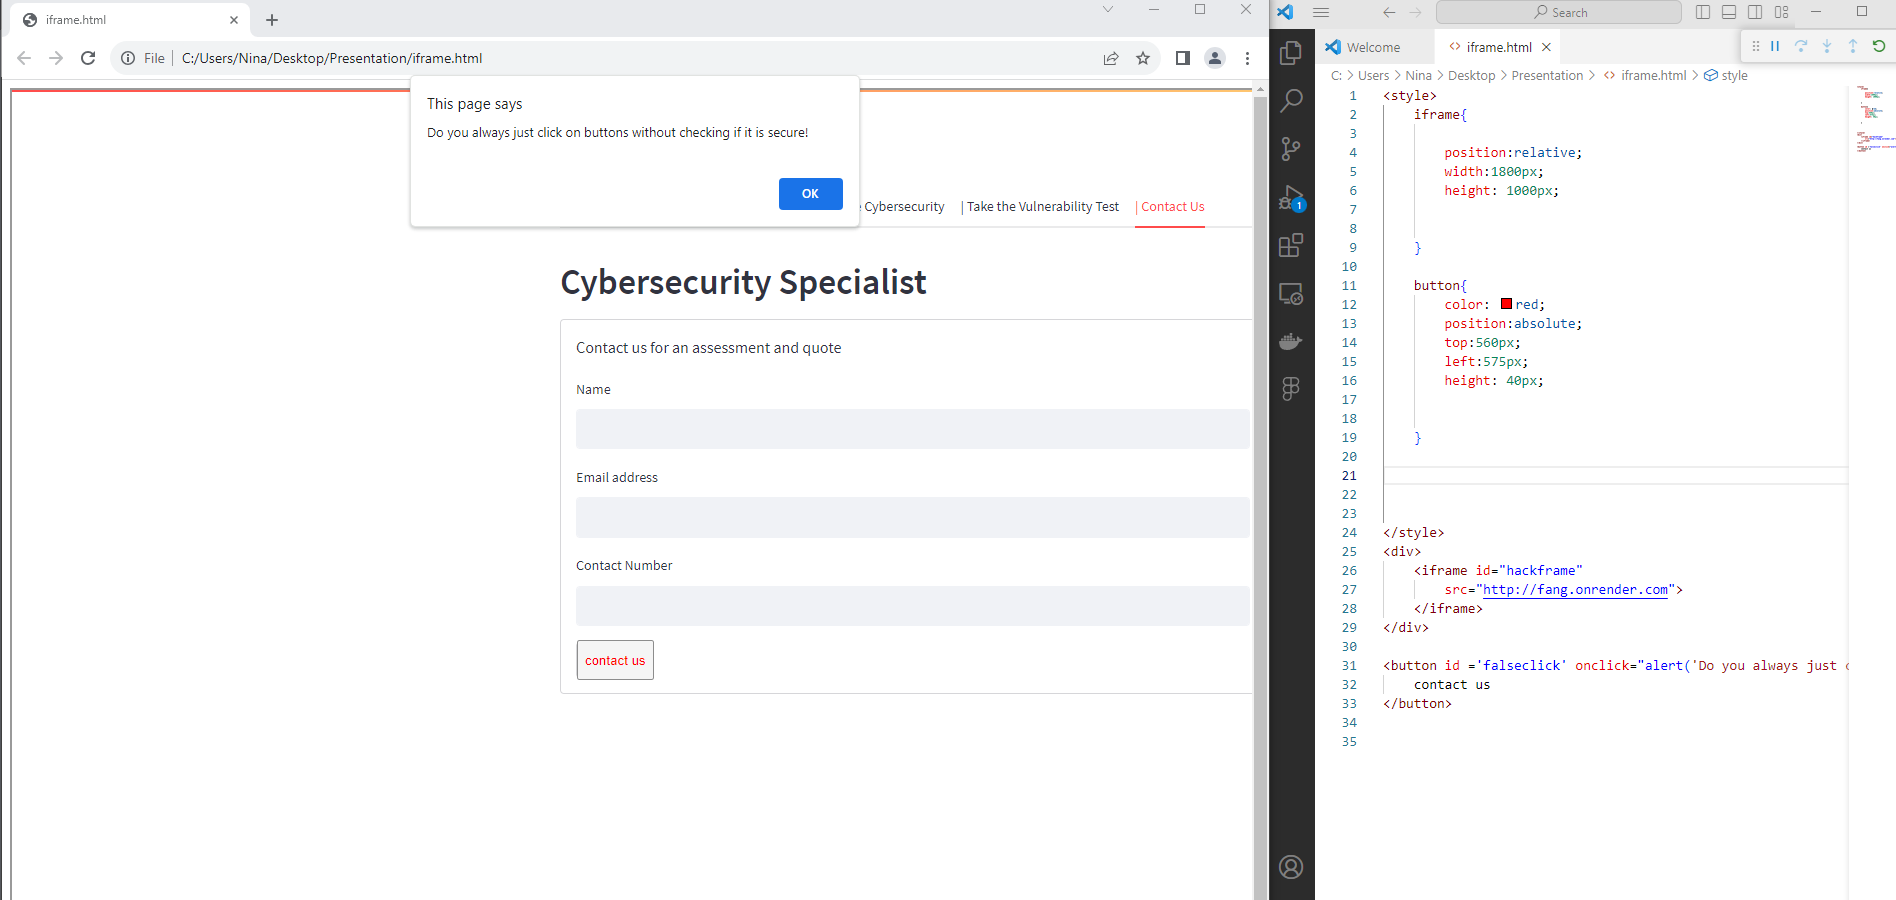 iframe.html
File
C:/Users/Nina/Desktop/Presentation/iframe.html
This page says
Do you always just click on buttons without checking if it is secure!
OK
Cybersecurity
| Take the Vulnerability Test
| Contact Us
Cybersecurity Specialist
Contact us for an assessment and quote
Name
Email address
Contact Number
contact us
Search
Welcome
<> iframe.html
C: > Users > Nina > Desktop > Presentation > <> iframe.html > style
1
1 <style>
2 iframe{
3
4 position:relative;
5 width:1800px;
6 height: 1000px;
7
8
9 }
10
11 button{
12 color: red;
13 position:absolute;
14 top:560px;
15 left:575px;
16 height: 40px;
17
18
19 }
20
21
22
23
24 </style>
25 <div>
26 <iframe id="hackframe"
27 src="http://fang.onrender.com">
28 </iframe>
29 </div>
30
31 <button id ='falseclick' onclick="alert('Do you always just
32 contact us
33 </button>
34
35